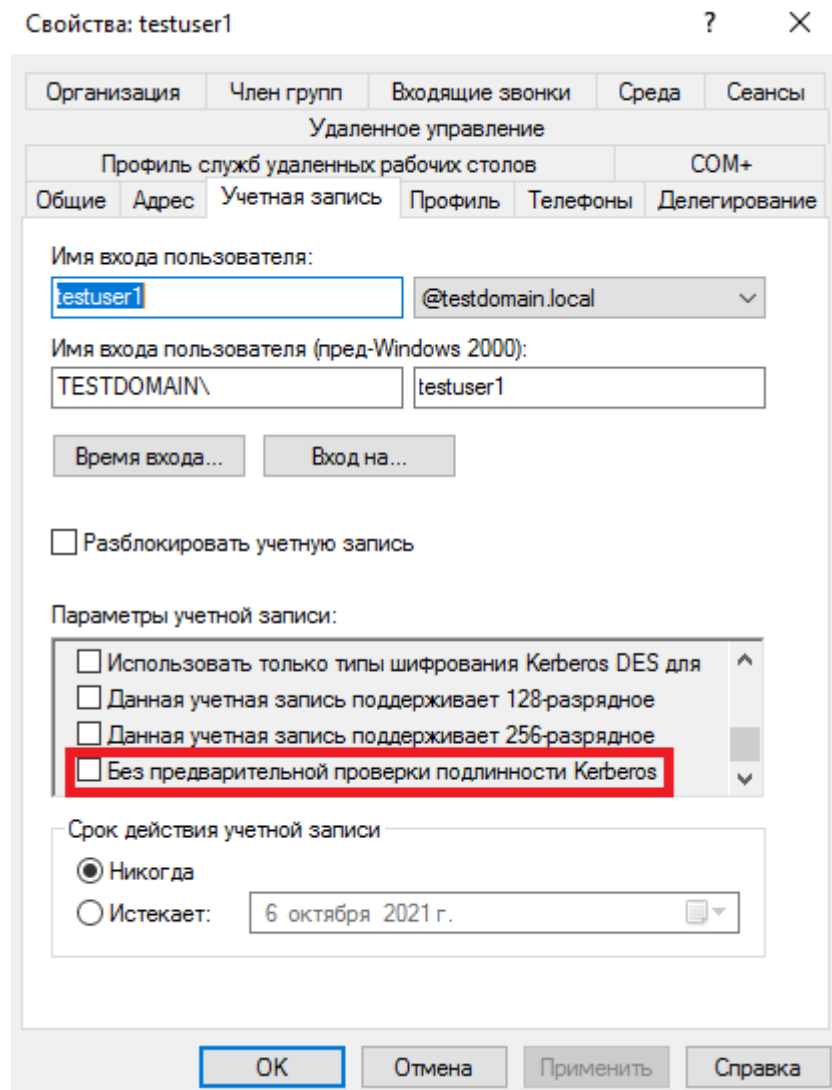 Свойства: testuser1 ? ×
Организация Член групп Входящие звонки Среда Сеансы
Удаленное управление
Профиль служб удаленных рабочих столов COM+
Общие Адрес Учетная запись Профиль Телефоны Делегирование
Имя входа пользователя:
testuser1 @testdomain.local
Имя входа пользователя (пред-Windows 2000):
TESTDOMAIN\ testuser1
Время входа... Вход на...
Разблокировать учетную запись
Параметры учетной записи:
Использовать только типы шифрования Kerberos DES для
Данная учетная запись поддерживает 128-разрядное
Данная учетная запись поддерживает 256-разрядное
Без предварительной проверки подлинности Kerberos
Срок действия учетной записи
Никогда
Истекает: 6 октября 2021 г.
OK Отмена Применить Справка